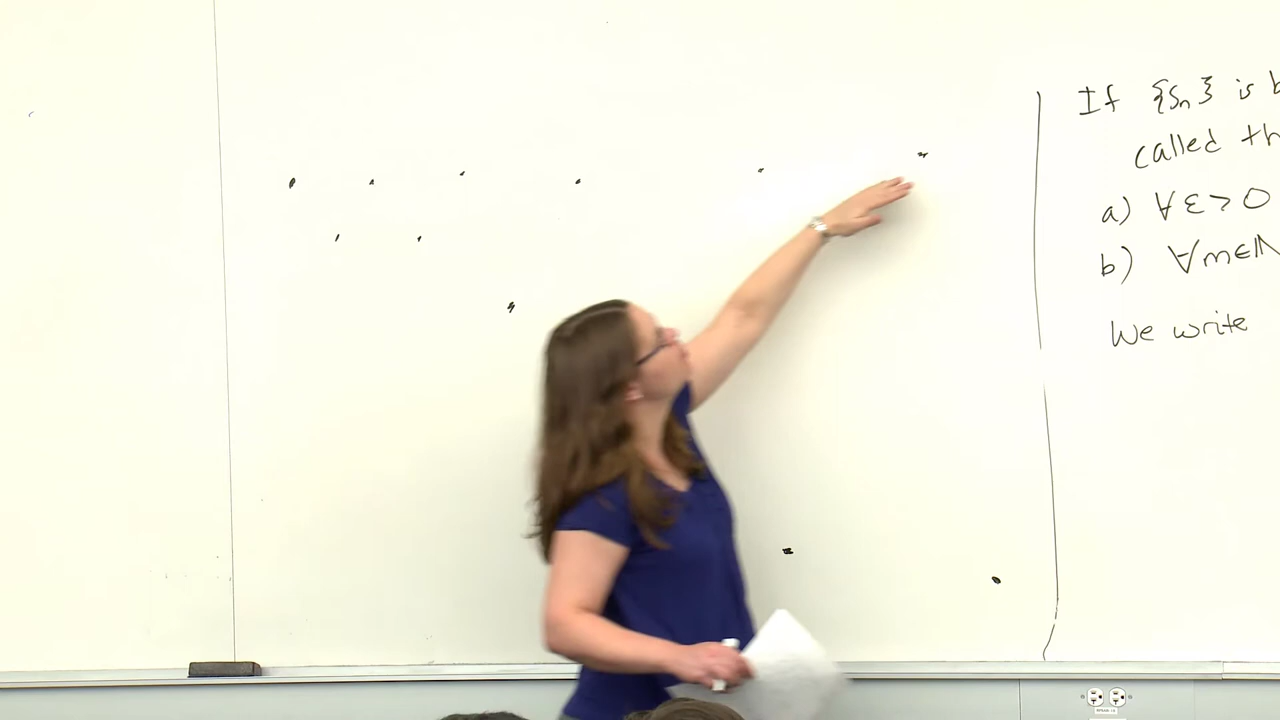 If {Sₙ} is b
called th
a) ∀ε>0
b) ∀m∈ℕ
We write